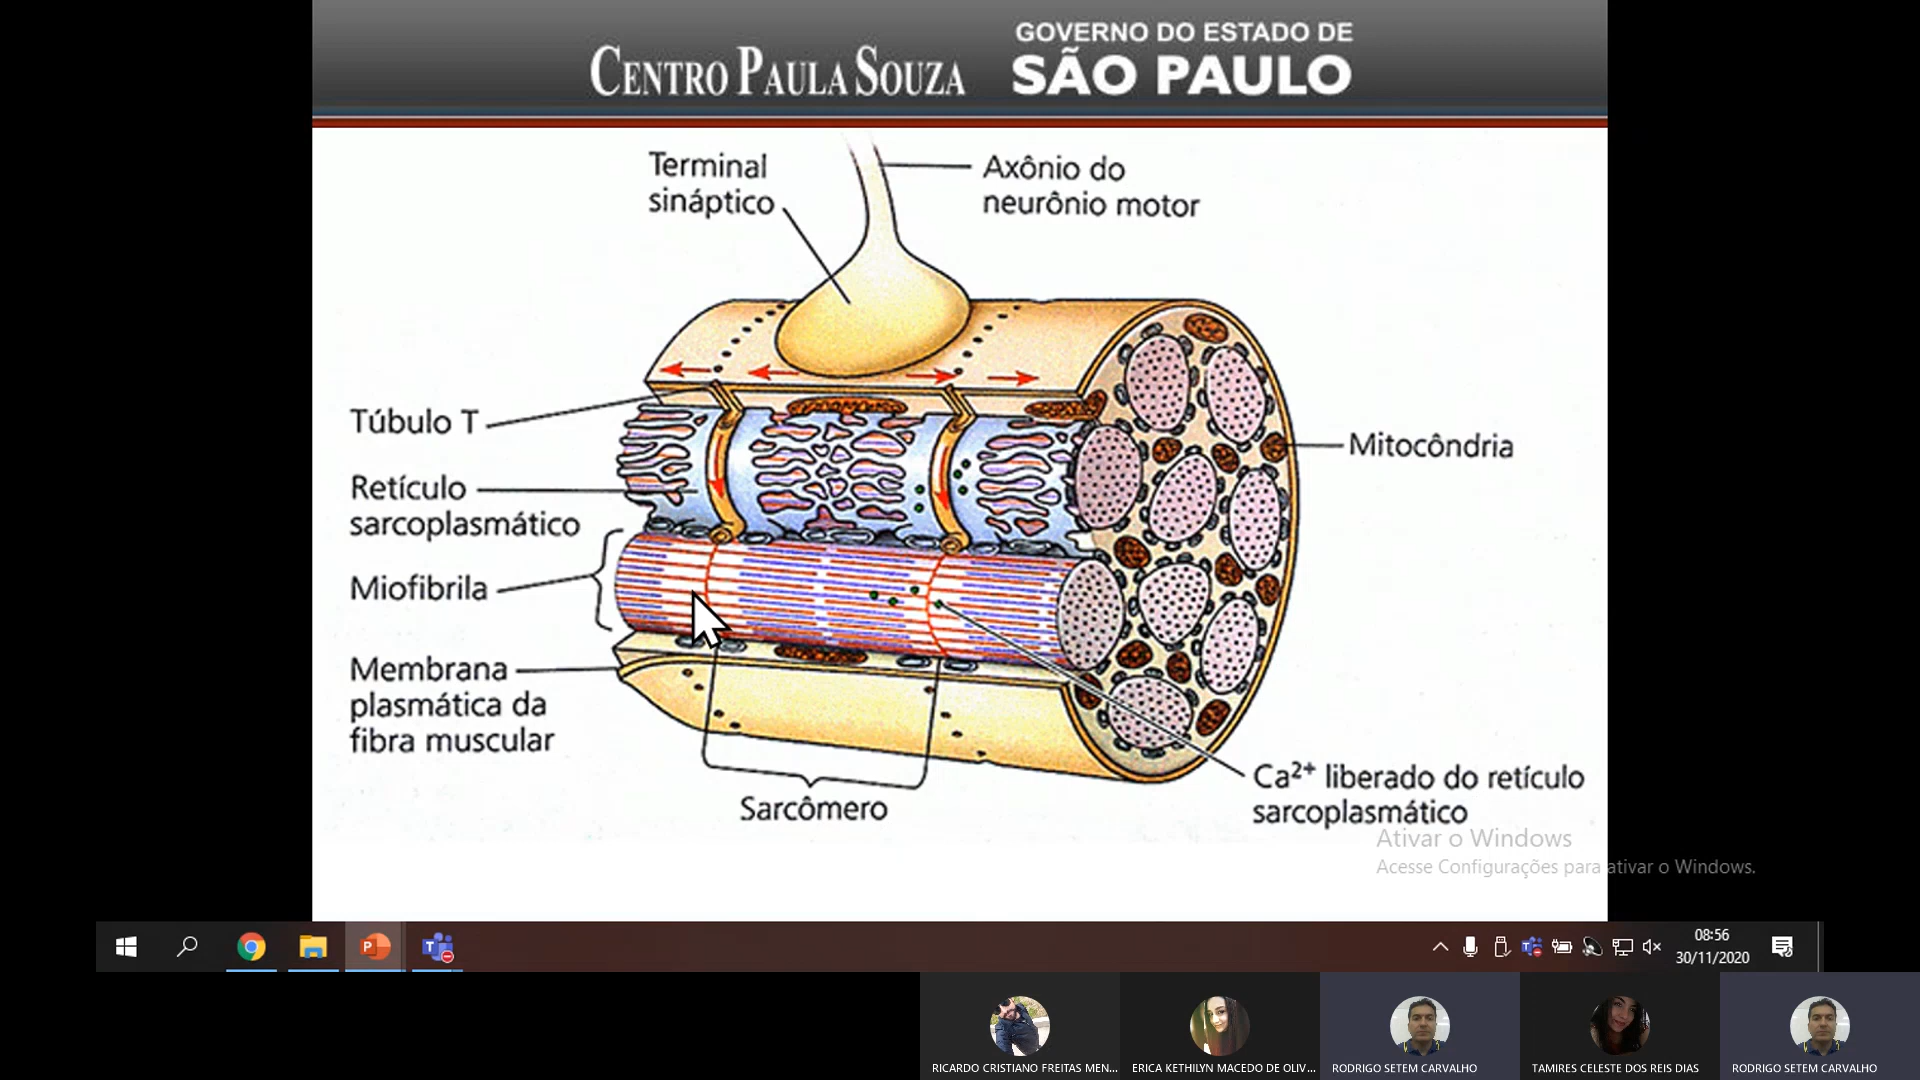 CENTRO PAULA SOUZA
GOVERNO DO ESTADO DE
SÃO PAULO
Terminal
sináptico
Axônio do
neurônio motor
Túbulo T
Retículo
sarcoplasmático
Miofibrila
Membrana
plasmática da
fibra muscular
Sarcômero
Mitocôndria
Ca²⁺ liberado do retículo
sarcoplasmático
Ativar o Windows
Acesse Configurações para ativar o Windows.
08:56
30/11/2020
RICARDO CRISTIANO FREITAS MEN...
ERICA KETHILYN MACEDO DE OLIV...
RODRIGO SETEM CARVALHO
TAMIRES CELESTE DOS REIS DIAS
RODRIGO SETEM CARVALHO